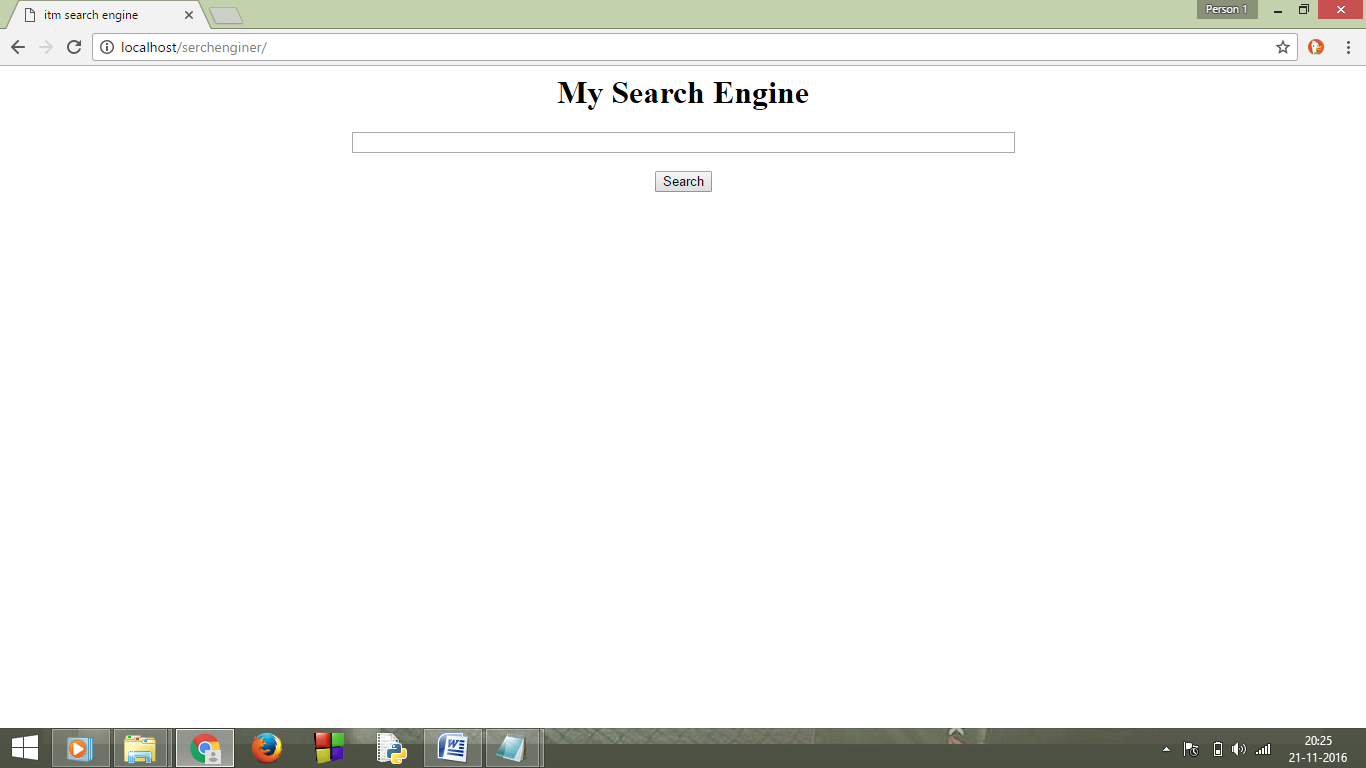 itm search engine
Person 1
localhost/serchenginer/
My Search Engine
Search
20:25
21-11-2016